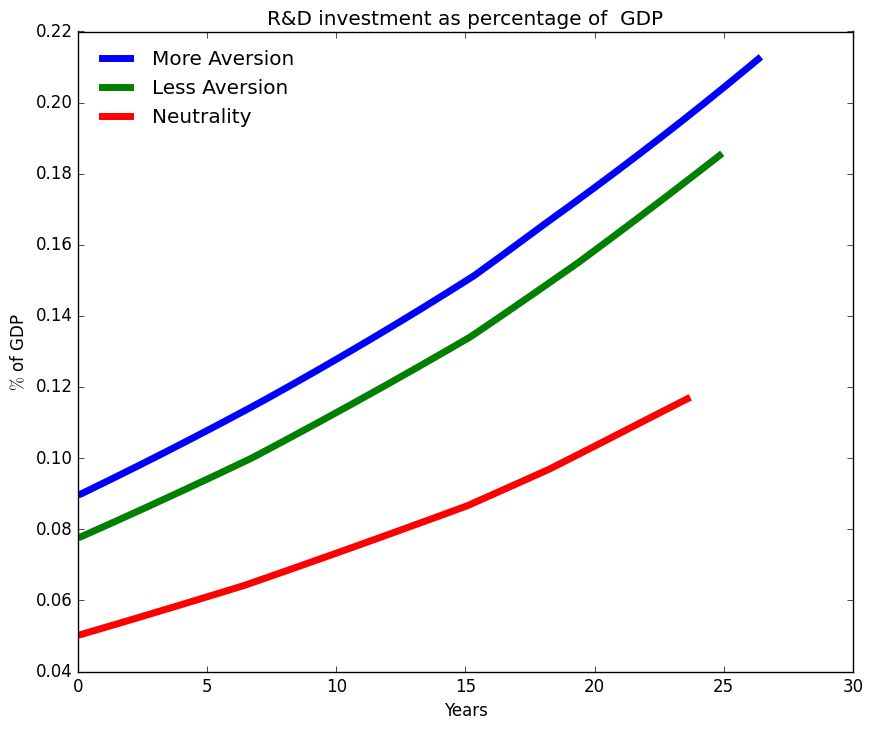 R&D investment as percentage of  GDP
0.22
0.20
0.18
0.16
0.14
0.12
0.10
0.08
0.06
0.04
% of GDP
More Aversion
Less Aversion
Neutrality
0 5 10 15 20 25 30
Years